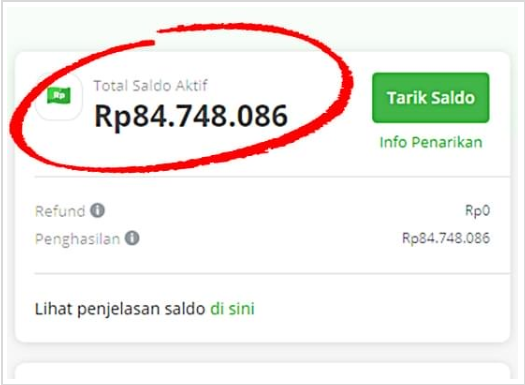 Rp
Total Saldo Aktif
Rp84.748.086
Tarik Saldo
Info Penarikan
Refund
Rp0
Penghasilan
Rp84.748.086
Lihat penjelasan saldo di sini